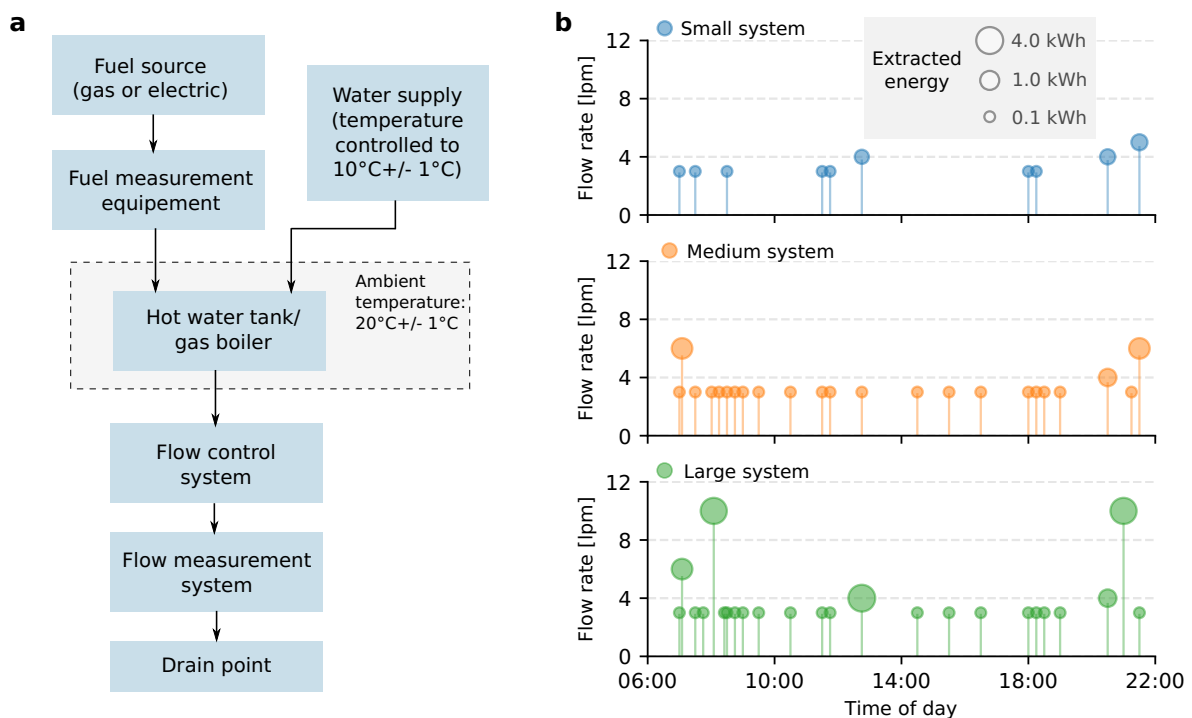 a
Fuel source
(gas or electric)
Water supply
(temperature
controlled to
10°C+/- 1°C)
Fuel measurement
equipement
Ambient
temperature:
20°C+/- 1°C
Hot water tank/
gas boiler
Flow control
system
Flow measurement
system
Drain point
b
Small system
Extracted
energy
4.0 kWh
1.0 kWh
0.1 kWh
Flow rate [lpm]
12
8
4
0
Medium system
Flow rate [lpm]
12
8
4
0
Large system
Flow rate [lpm]
12
8
4
0
06:00 10:00 14:00 18:00 22:00
Time of day